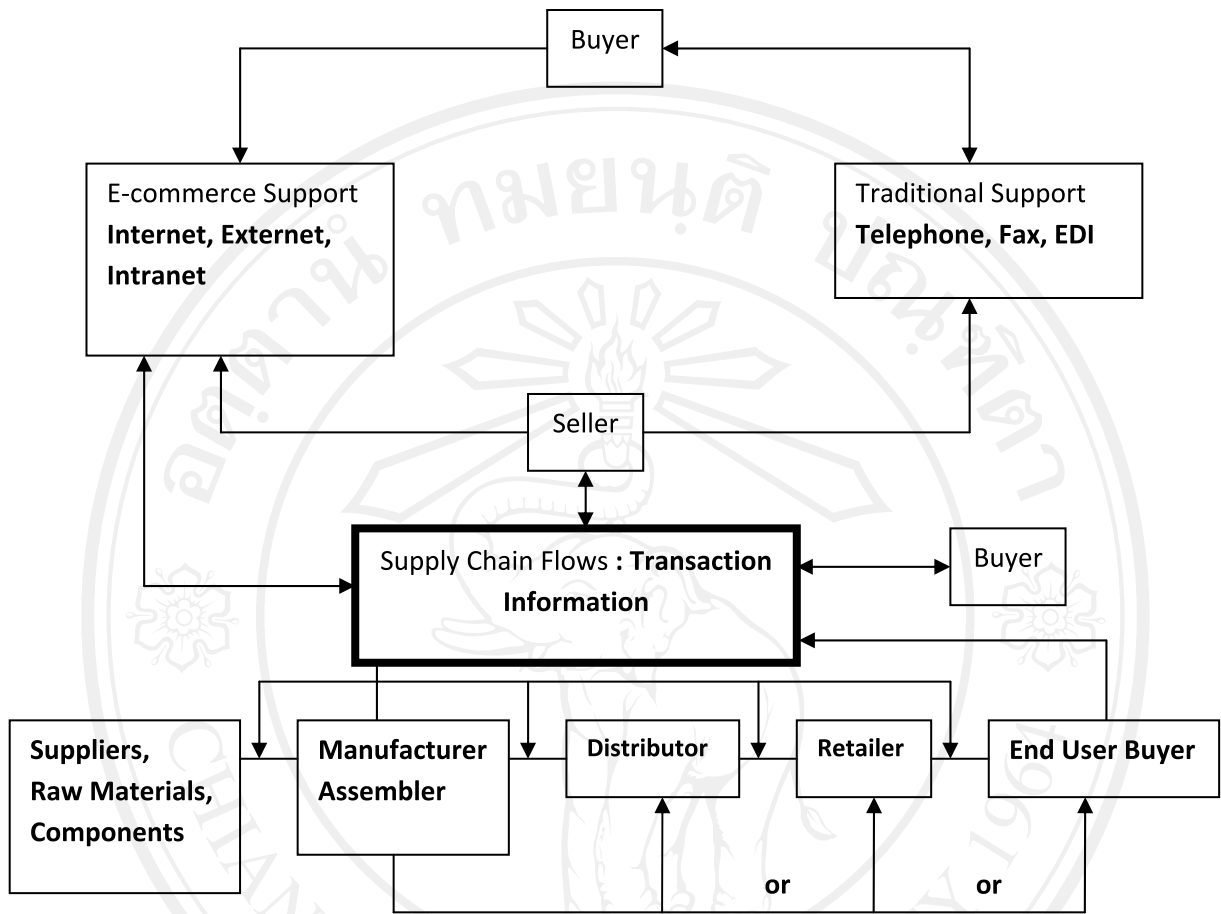 Buyer
E-commerce Support
Internet, Externet,
Intranet
Traditional Support
Telephone, Fax, EDI
Seller
Supply Chain Flows : Transaction
Information
Buyer
Suppliers,
Raw Materials,
Components
Manufacturer
Assembler
Distributor
Retailer
End User Buyer
or
or